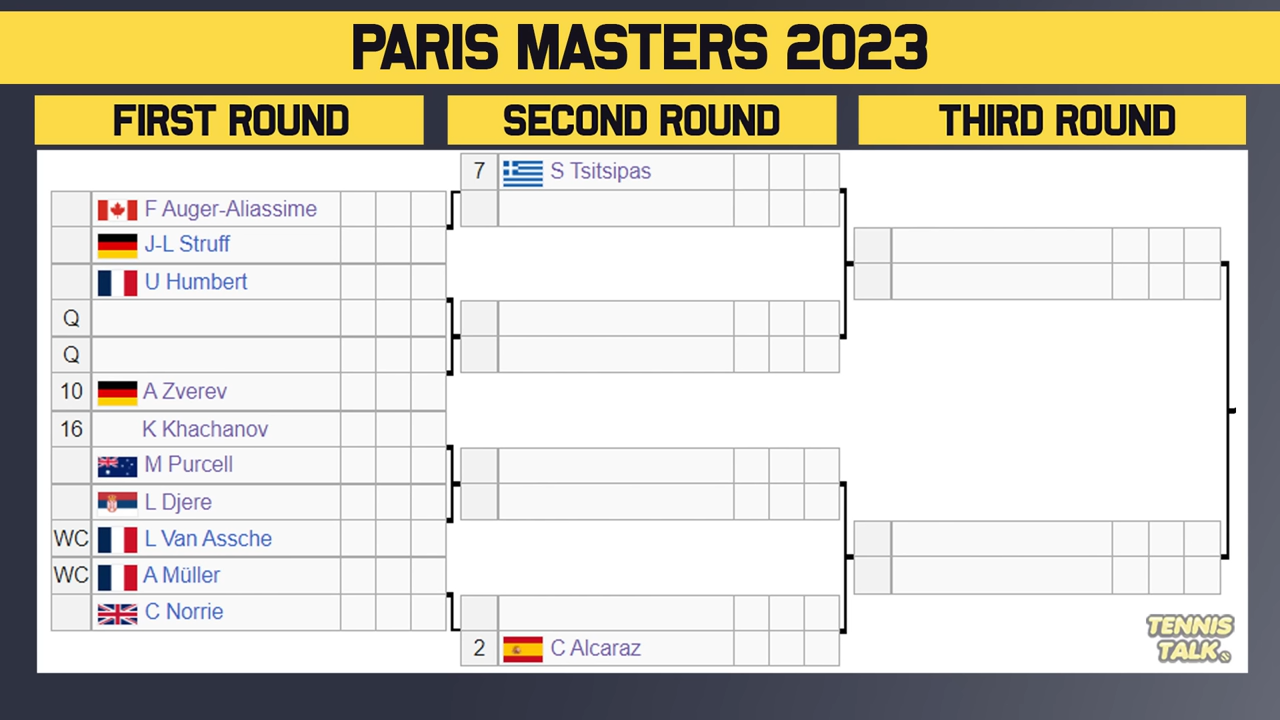 PARIS MASTERS 2023
FIRST ROUND
SECOND ROUND
THIRD ROUND
7 S Tsitsipas
F Auger-Aliassime
J-L Struff
U Humbert
Q
Q
10 A Zverev
16 K Khachanov
M Purcell
L Djere
WC L Van Assche
WC A Müller
C Norrie
2 C Alcaraz
TENNIS
TALK